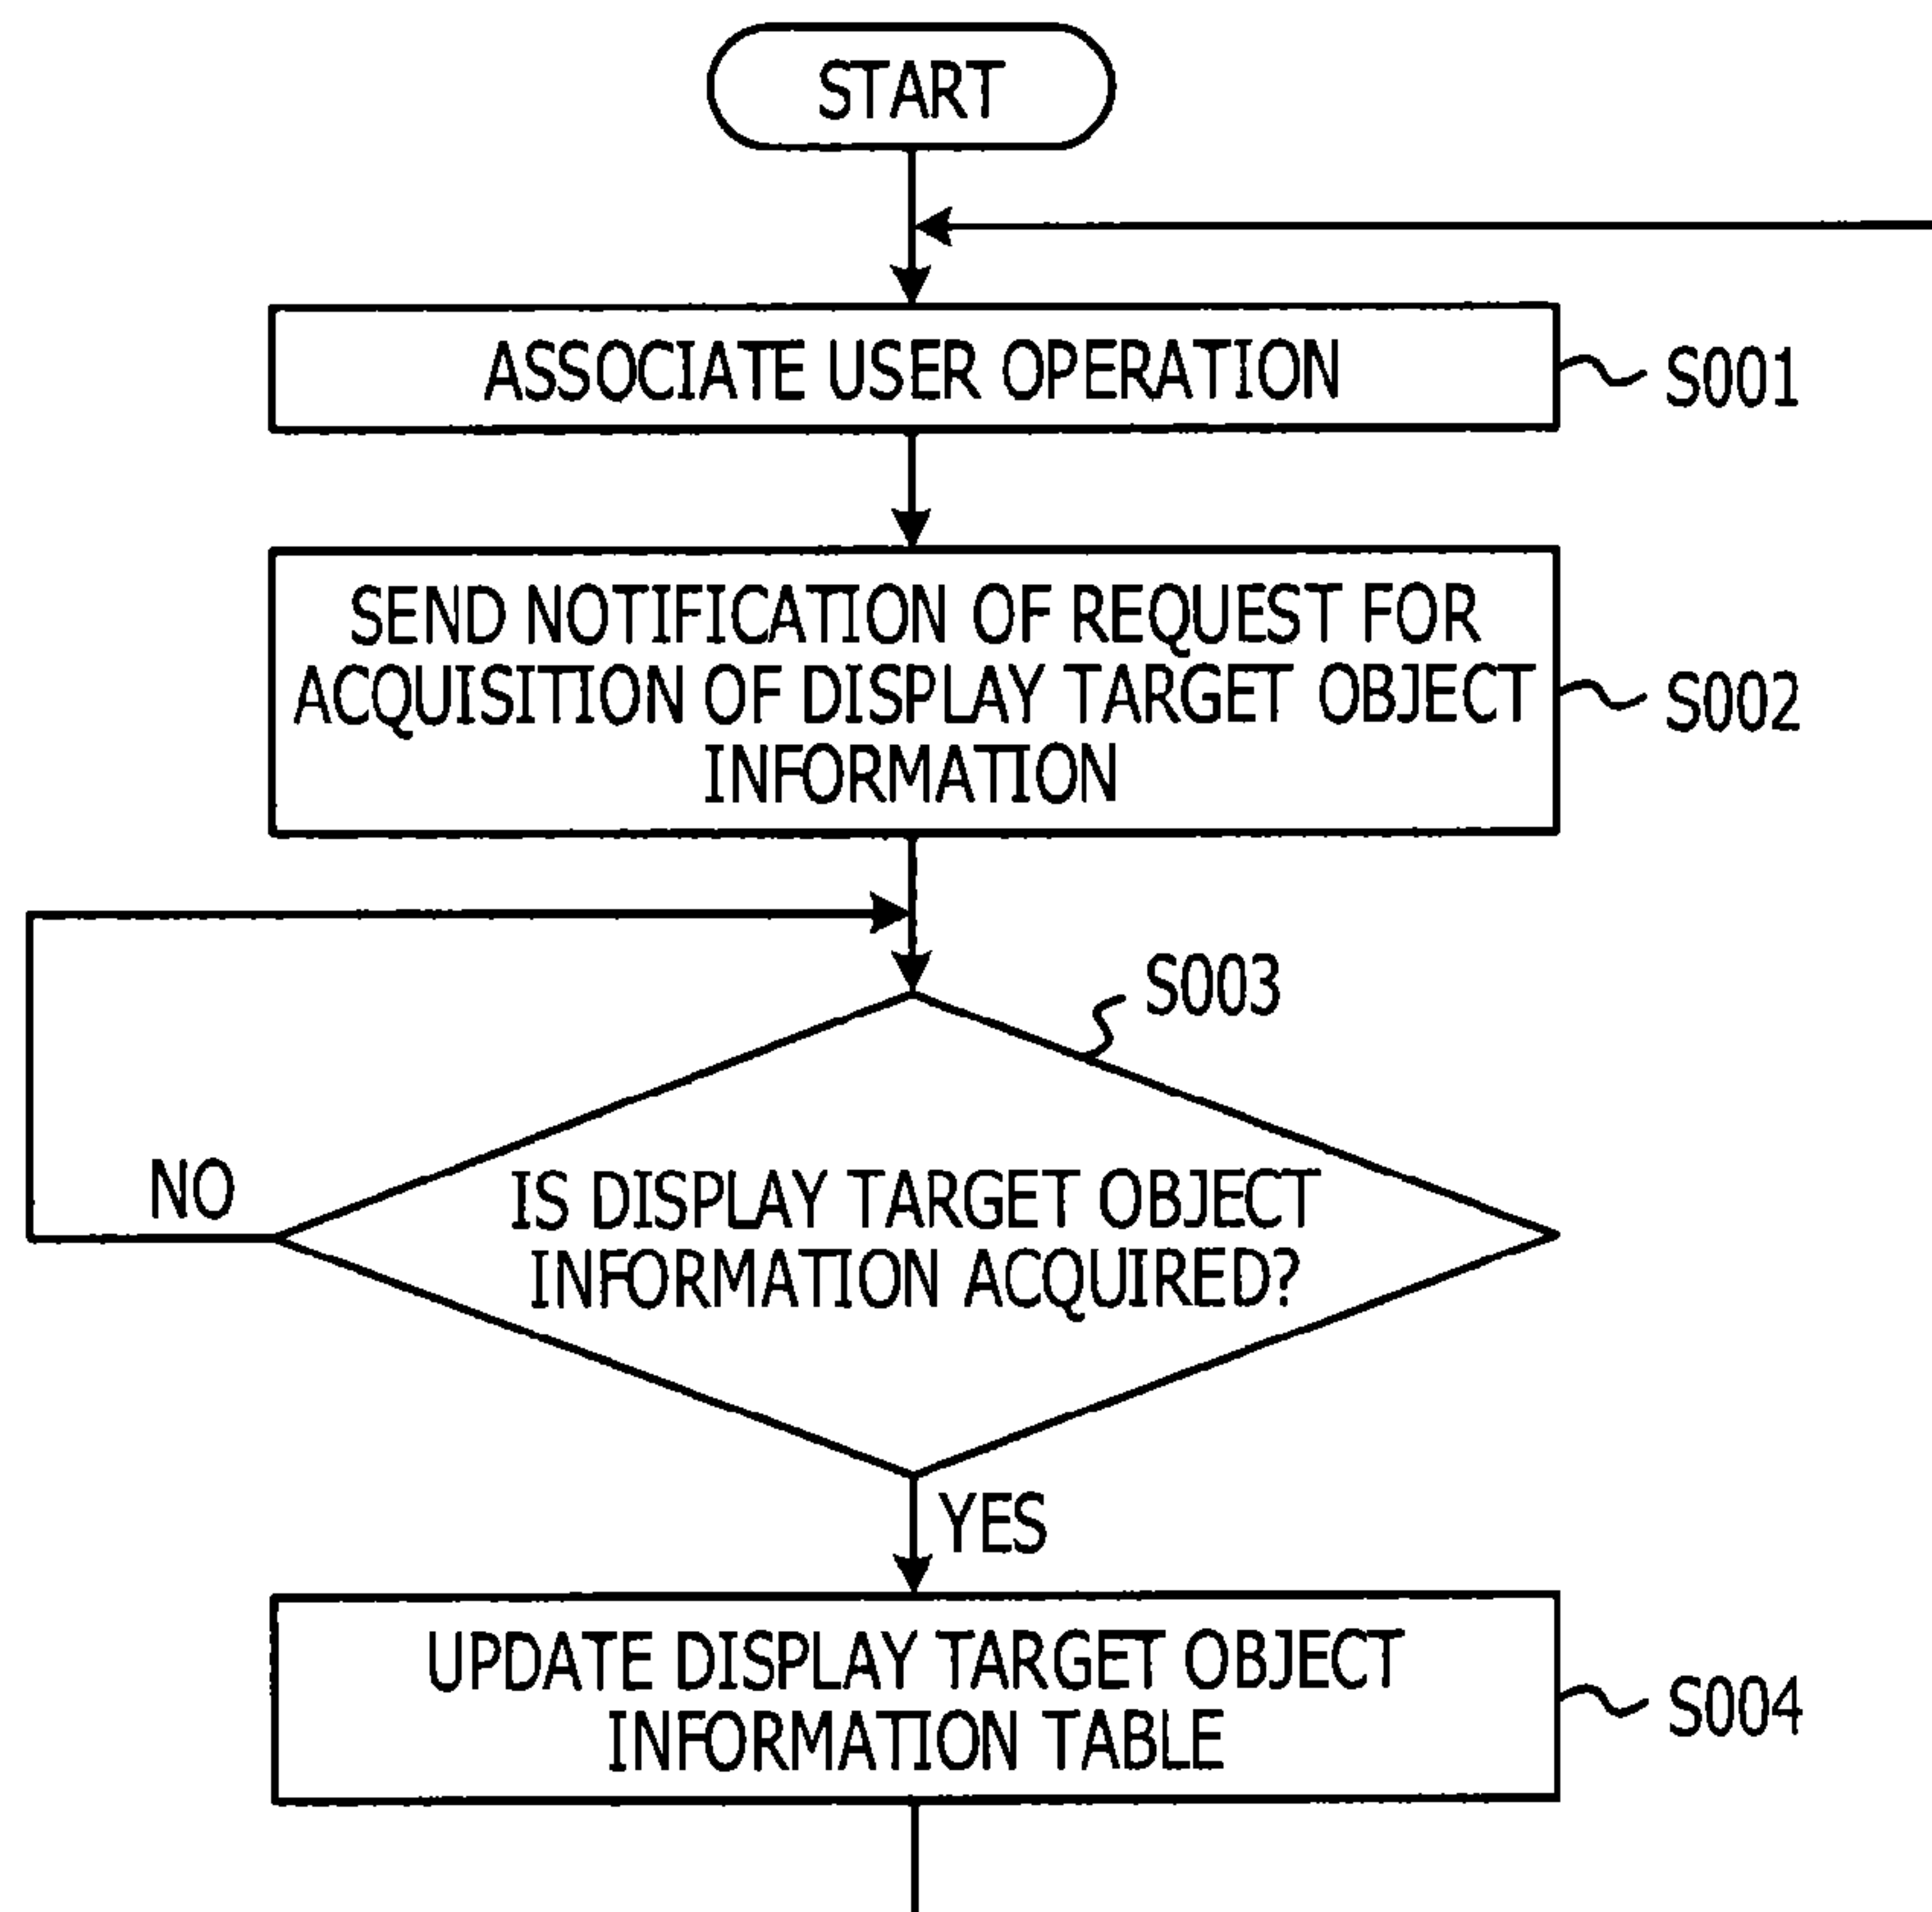 START
ASSOCIATE USER OPERATION
S001
SEND NOTIFICATION OF REQUEST FOR
ACQUISITION OF DISPLAY TARGET OBJECT
INFORMATION
S002
S003
NO
IS DISPLAY TARGET OBJECT
INFORMATION ACQUIRED?
YES
UPDATE DISPLAY TARGET OBJECT
INFORMATION TABLE
S004